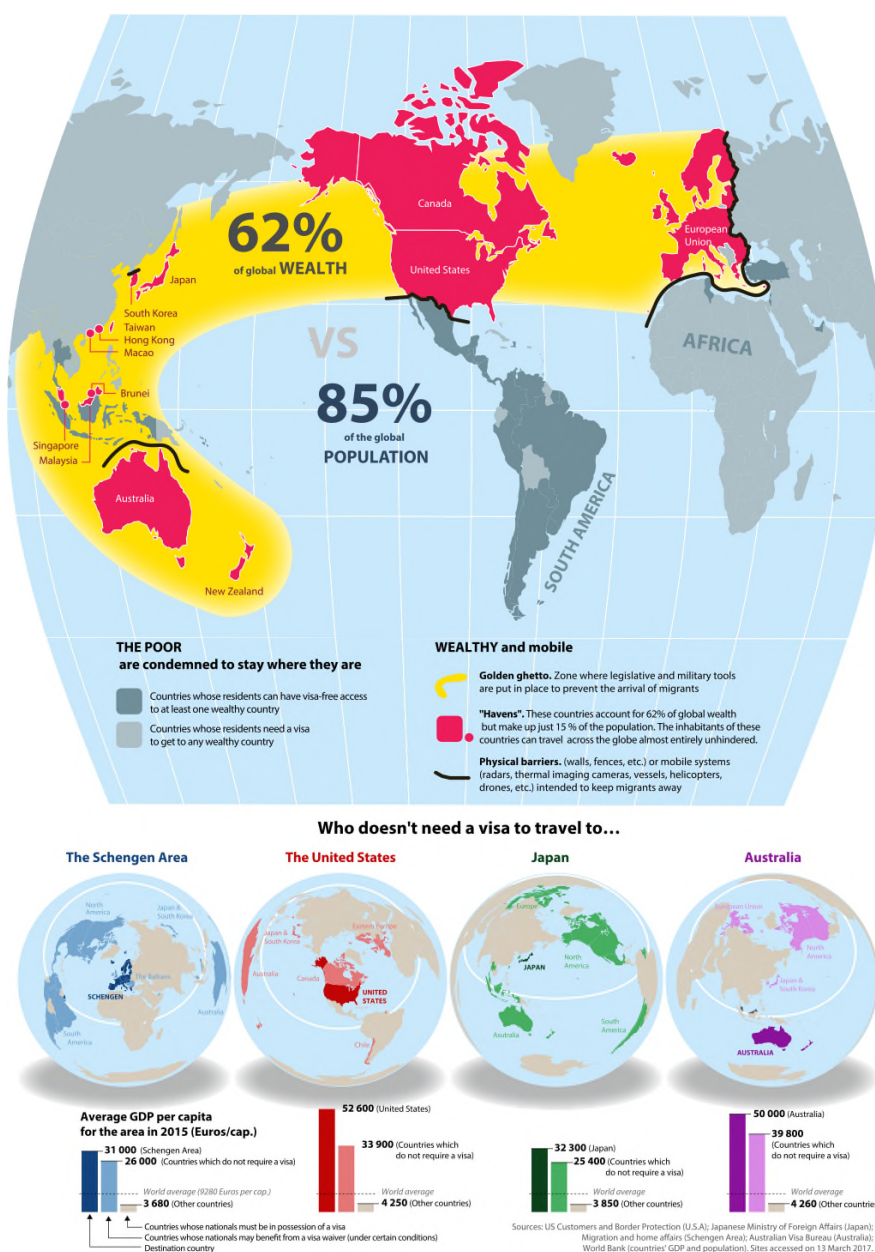 Canada
62%
of global WEALTH
European
Union
Japan
United States
South Korea
Taiwan
Hong Kong
Macao
VS
AFRICA
Brunei
85%
of the global
POPULATION
Singapore
Malaysia
Australia
SOUTH AMERICA
New Zealand
THE POOR
are condemned to stay where they are
Countries whose residents can have visa-free access
to at least one wealthy country
Countries whose residents need a visa
to get to any wealthy country
WEALTHY and mobile
Golden ghetto. Zone where legislative and military tools
are put in place to prevent the arrival of migrants
"Havens". These countries account for 62% of global wealth
but make up just 15 % of the population. The inhabitants of these
countries can travel across the globe almost entirely unhindered.
Physical barriers. (walls, fences, etc.) or mobile systems
(radars, thermal imaging cameras, vessels, helicopters,
drones, etc.) intended to keep migrants away
Who doesn't need a visa to travel to...
The Schengen Area
North
America
Japan &
South Korea
The Balkans
SCHENGEN
Australia
South
America
The United States
Japan &
South Korea
Eastern Europe
Australia
Canada
UNITED
STATES
Chile
Japan
Europe
JAPAN
North
America
Australia
South
America
Australia
European Union
North
America
Japan &
South Korea
AUSTRALIA
Average GDP per capita
for the area in 2015 (Euros/cap.)
31 000 (Schengen Area)
26 000 (Countries which do not require a visa)
World average (9280 Euros per cap.)
3 680 (Other countries)
Countries whose nationals must be in possession of a visa
Countries whose nationals may benefit from a visa waiver (under certain conditions)
Destination country
52 600 (United States)
33 900 (Countries which
do not require a visa)
World average
4 250 (Other countries)
32 300 (Japan)
25 400 (Countries which
do not require a visa)
World average
3 850 (Other countries)
50 000 (Australia)
39 800
(Countries which
do not require a visa)
World average
4 260 (Other countries)
Sources: US Customs and Border Protection (U.S.A); Japanese Ministry of Foreign Affairs (Japan);
Migration and home affairs (Schengen Area); Australian Visa Bureau (Australia);
World Bank (countries' GDP and population). Sites accessed on 13 March 2017.